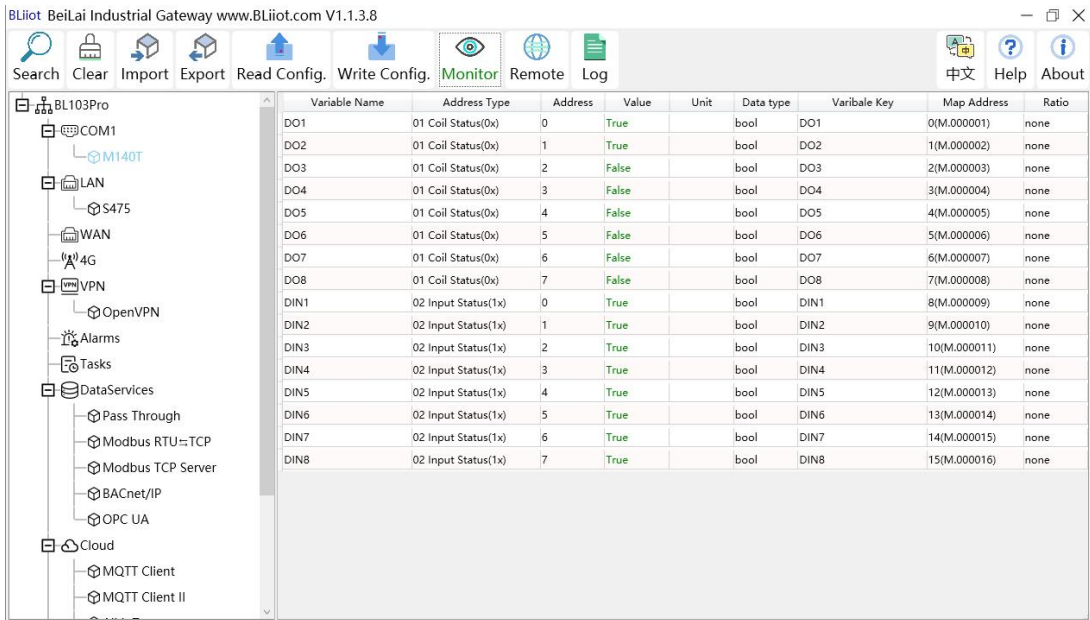 BLiiot BeiLai Industrial Gateway www.BLiiot.com V1.1.3.8
Search Clear Import Export Read Config. Write Config. Monitor Remote Log 中文 Help About
BL103Pro
COM1
M140T
LAN
S475
WAN
4G
VPN VPN
OpenVPN
Alarms
Tasks
DataServices
Pass Through
Modbus RTU⇆TCP
Modbus TCP Server
BACnet/IP
OPC UA
Cloud
MQTT Client
MQTT Client II
Variable Name Address Type Address Value Unit Data type Varibale Key Map Address Ratio
DO1 01 Coil Status(0x) 0 True bool DO1 0(M.000001) none
DO2 01 Coil Status(0x) 1 True bool DO2 1(M.000002) none
DO3 01 Coil Status(0x) 2 False bool DO3 2(M.000003) none
DO4 01 Coil Status(0x) 3 False bool DO4 3(M.000004) none
DO5 01 Coil Status(0x) 4 False bool DO5 4(M.000005) none
DO6 01 Coil Status(0x) 5 False bool DO6 5(M.000006) none
DO7 01 Coil Status(0x) 6 False bool DO7 6(M.000007) none
DO8 01 Coil Status(0x) 7 False bool DO8 7(M.000008) none
DIN1 02 Input Status(1x) 0 True bool DIN1 8(M.000009) none
DIN2 02 Input Status(1x) 1 True bool DIN2 9(M.000010) none
DIN3 02 Input Status(1x) 2 True bool DIN3 10(M.000011) none
DIN4 02 Input Status(1x) 3 True bool DIN4 11(M.000012) none
DIN5 02 Input Status(1x) 4 True bool DIN5 12(M.000013) none
DIN6 02 Input Status(1x) 5 True bool DIN6 13(M.000014) none
DIN7 02 Input Status(1x) 6 True bool DIN7 14(M.000015) none
DIN8 02 Input Status(1x) 7 True bool DIN8 15(M.000016) none